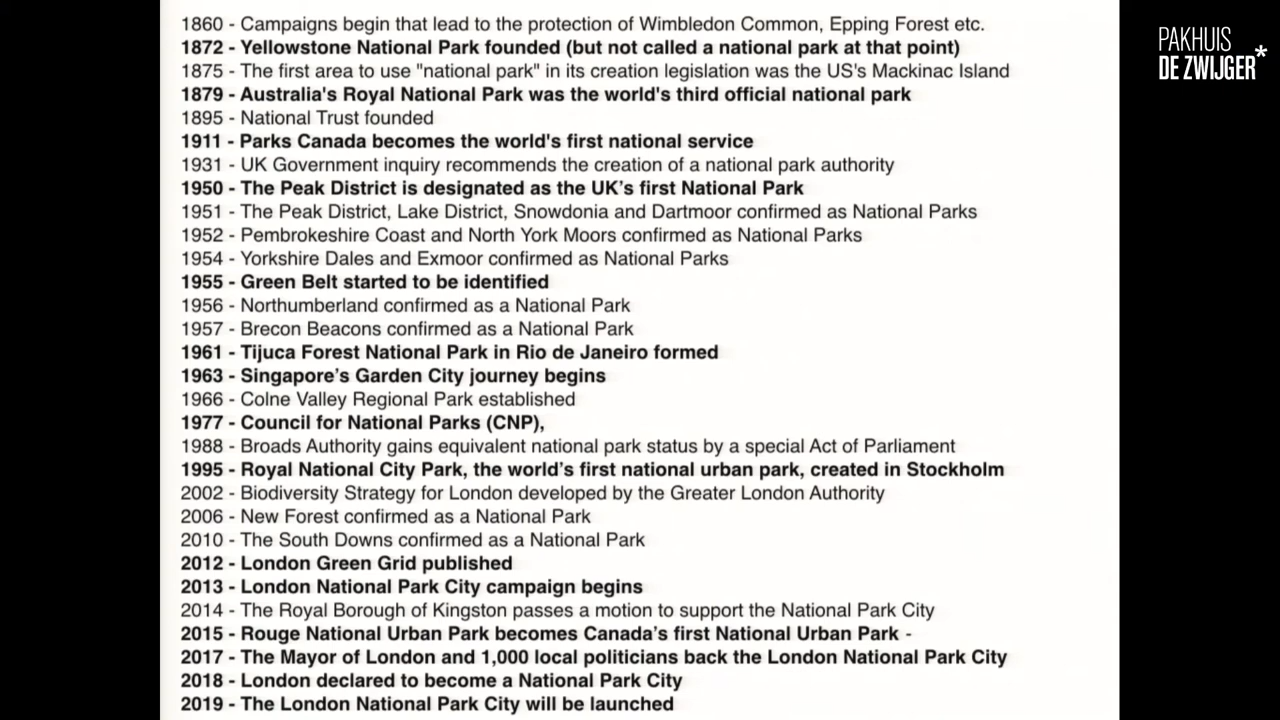 1860 - Campaigns begin that lead to the protection of Wimbledon Common, Epping Forest etc.
1872 - Yellowstone National Park founded (but not called a national park at that point)
1875 - The first area to use "national park" in its creation legislation was the US's Mackinac Island
1879 - Australia's Royal National Park was the world's third official national park
1895 - National Trust founded
1911 - Parks Canada becomes the world's first national service
1931 - UK Government inquiry recommends the creation of a national park authority
1950 - The Peak District is designated as the UK’s first National Park
1951 - The Peak District, Lake District, Snowdonia and Dartmoor confirmed as National Parks
1952 - Pembrokeshire Coast and North York Moors confirmed as National Parks
1954 - Yorkshire Dales and Exmoor confirmed as National Parks
1955 - Green Belt started to be identified
1956 - Northumberland confirmed as a National Park
1957 - Brecon Beacons confirmed as a National Park
1961 - Tijuca Forest National Park in Rio de Janeiro formed
1963 - Singapore’s Garden City journey begins
1966 - Colne Valley Regional Park established
1977 - Council for National Parks (CNP),
1988 - Broads Authority gains equivalent national park status by a special Act of Parliament
1995 - Royal National City Park, the world’s first national urban park, created in Stockholm
2002 - Biodiversity Strategy for London developed by the Greater London Authority
2006 - New Forest confirmed as a National Park
2010 - The South Downs confirmed as a National Park
2012 - London Green Grid published
2013 - London National Park City campaign begins
2014 - The Royal Borough of Kingston passes a motion to support the National Park City
2015 - Rouge National Urban Park becomes Canada’s first National Urban Park -
2017 - The Mayor of London and 1,000 local politicians back the London National Park City
2018 - London declared to become a National Park City
2019 - The London National Park City will be launched
PAKHUIS
DE ZWIJGER*